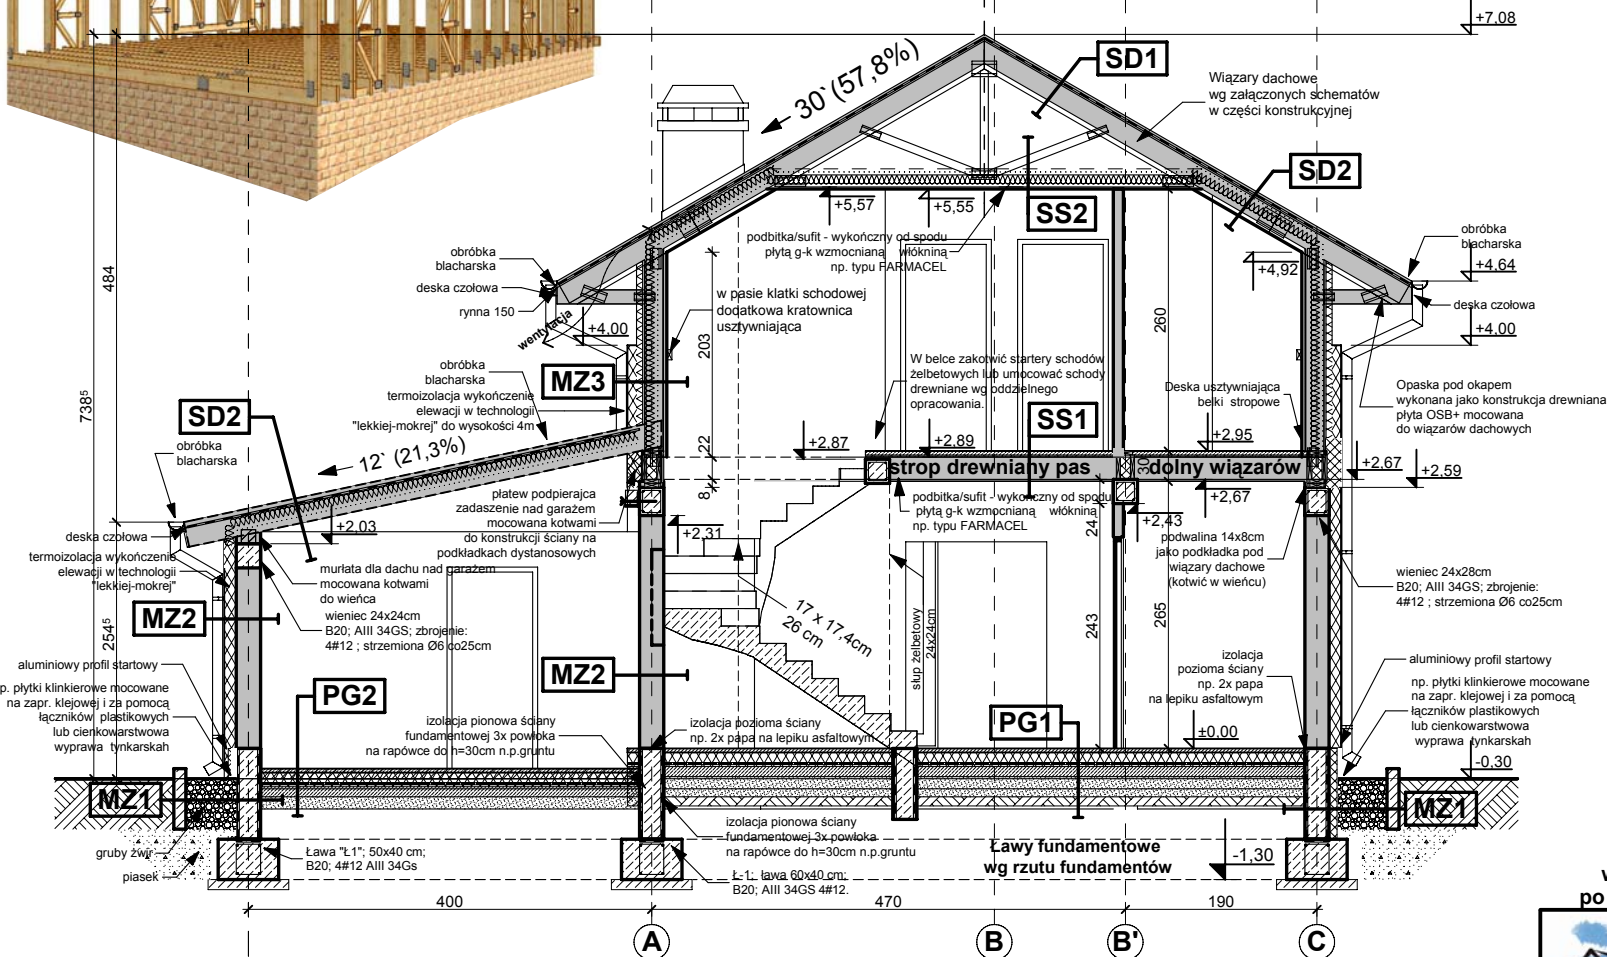 +7,08
30`(57,8%)
SD1
Wiązary dachowe
wg załączonych schematów
w części konstrukcyjnej
SD2
+5,57
+5,55
SS2
podbitka/sufit - wykończny od spodu
płytą g-k wzmocnianą włókniną
np. typu FARMACEL
obróbka
blacharska
deska czołowa
rynna 150
wentylacja
+4,00
w pasie klatki schodowej
dodatkowa kratownica
usztywniająca
+4,92
obróbka
blacharska
+4,64
deska czołowa
+4,00
484
738⁵
254⁵
203
22
8
260
obróbka
blacharska
termoizolacja wykończenie
elewacji w technologii
"lekkiej-mokrej" do wysokości 4m
MZ3
W belce zakotwić startery schodów
żelbetowych lub umocować schody
drewniane wg oddzielnego
opracowania.
Deska usztywniająca
belki stropowe
Opaska pod okapem
wykonana jako konstrukcja drewniana
płyta OSB+ mocowana
do wiązarów dachowych
SD2
obróbka
blacharska
12` (21,3%)
SS1
+2,87
+2,89
+2,95
strop drewniany pas
30
dolny wiązarów
+2,67
+2,59
płatew podpierająca
zadaszenie nad garażem
mocowana kotwami
do konstrukcji ściany na
podkładkach dystanosowych
podbitka/sufit - wykończny od spodu
płytą g-k wzmocnianą włókniną
np. typu FARMACEL
+2,67
+2,03
+2,31
24
+2,43
deska czołowa
termoizolacja wykończenie
elewacji w technologii
"lekkiej-mokrej"
murłata dla dachu nad garażem
mocowana kotwami
do wieńca
podwalina 14x8cm
jako podkładka pod
wiązary dachowe
(kotwić w wieńcu)
MZ2
wieniec 24x24cm
B20; AIII 34GS; zbrojenie:
4#12 ; strzemiona Ø6 co25cm
wieniec 24x28cm
B20; AIII 34GS; zbrojenie:
4#12 ; strzemiona Ø6 co25cm
17 x 17,4cm
26 cm
słup żelbetowy
24x24cm
243
265
aluminiowy profil startowy
p. płytki klinkierowe mocowane
na zapr. klejowej i za pomocą
łączników plastikowych
lub cienkowarstwowa
wyprawa tynkarskah
PG2
MZ2
izolacja pionowa ściany
fundamentowej 3x powłoka
na rapówce do h=30cm n.p.gruntu
izolacja pozioma ściany
np. 2x papa na lepiku asfaltowym
PG1
izolacja
pozioma ściany
np. 2x papa
na lepiku asfaltowym
±0,00
aluminiowy profil startowy
np. płytki klinkierowe mocowane
na zapr. klejowej i za pomocą
łączników plastikowych
lub cienkowarstwowa
wyprawa tynkarskah
-0,30
MZ1
MZ1
gruby żwir
piasek
Ława "Ł1"; 50x40 cm;
B20; 4#12 AIII 34Gs
izolacja pionowa ściany
fundamentowej 3x powłoka
na rapówce do h=30cm n.p.gruntu
Ł-1; ława 60x40 cm;
B20; AIII 34GS 4#12.
Ławy fundamentowe
wg rzutu fundamentów
-1,30
400
470
190
A
B
B'
C
po